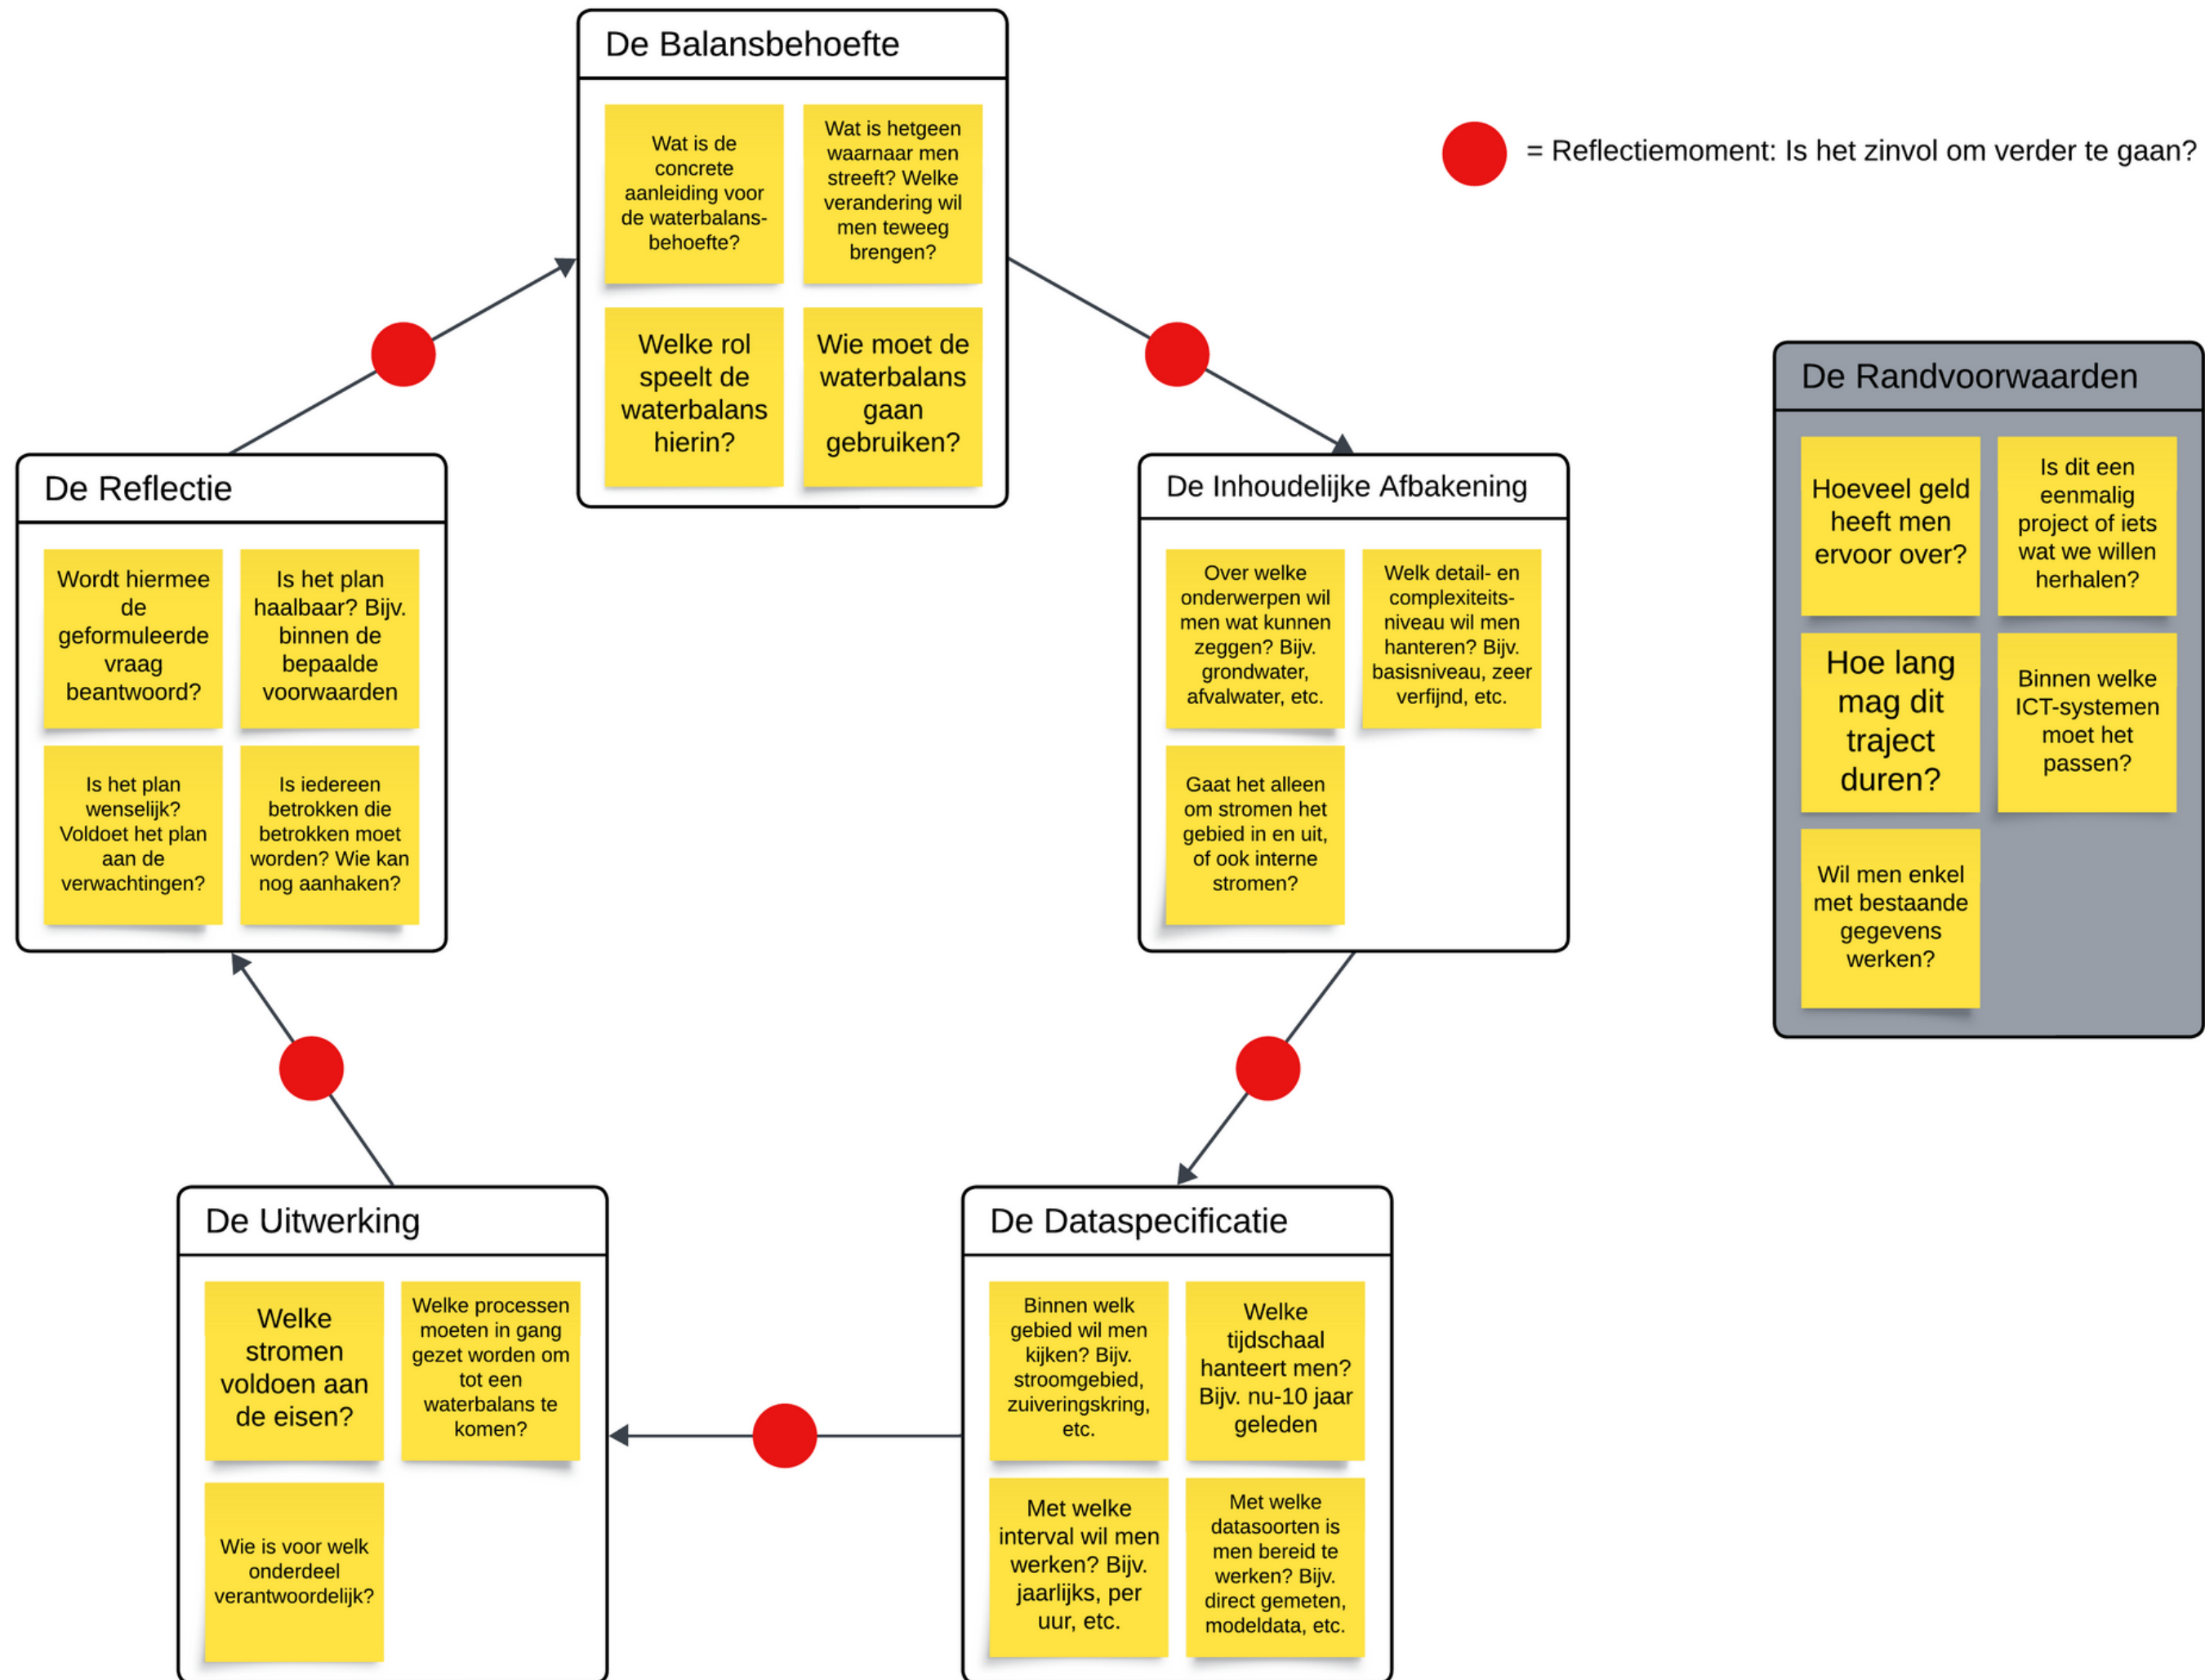 De Balansbehoefte
Wat is de
concrete
aanleiding voor
de waterbalans-
behoefte?
Wat is hetgeen
waarnaar men
streeft? Welke
verandering wil
men teweeg
brengen?
Welke rol
speelt de
waterbalans
hierin?
Wie moet de
waterbalans
gaan
gebruiken?
= Reflectiemoment: Is het zinvol om verder te gaan?
De Reflectie
Wordt hiermee
de
geformuleerde
vraag
beantwoord?
Is het plan
haalbaar? Bijv.
binnen de
bepaalde
voorwaarden
Is het plan
wenselijk?
Voldoet het plan
aan de
verwachtingen?
Is iedereen
betrokken die
betrokken moet
worden? Wie kan
nog aanhaken?
De Inhoudelijke Afbakening
Over welke
onderwerpen wil
men wat kunnen
zeggen? Bijv.
grondwater,
afvalwater, etc.
Welk detail- en
complexiteits-
niveau wil men
hanteren? Bijv.
basisniveau, zeer
verfijnd, etc.
Gaat het alleen
om stromen het
gebied in en uit,
of ook interne
stromen?
De Randvoorwaarden
Hoeveel geld
heeft men
ervoor over?
Is dit een
eenmalig
project of iets
wat we willen
herhalen?
Hoe lang
mag dit
traject
duren?
Binnen welke
ICT-systemen
moet het
passen?
Wil men enkel
met bestaande
gegevens
werken?
De Uitwerking
Welke
stromen
voldoen aan
de eisen?
Welke processen
moeten in gang
gezet worden om
tot een
waterbalans te
komen?
Wie is voor welk
onderdeel
verantwoordelijk?
De Dataspecificatie
Binnen welk
gebied wil men
kijken? Bijv.
stroomgebied,
zuiveringskring,
etc.
Welke
tijdschaal
hanteert men?
Bijv. nu-10 jaar
geleden
Met welke
interval wil men
werken? Bijv.
jaarlijks, per
uur, etc.
Met welke
datasoorten is
men bereid te
werken? Bijv.
direct gemeten,
modeldata, etc.